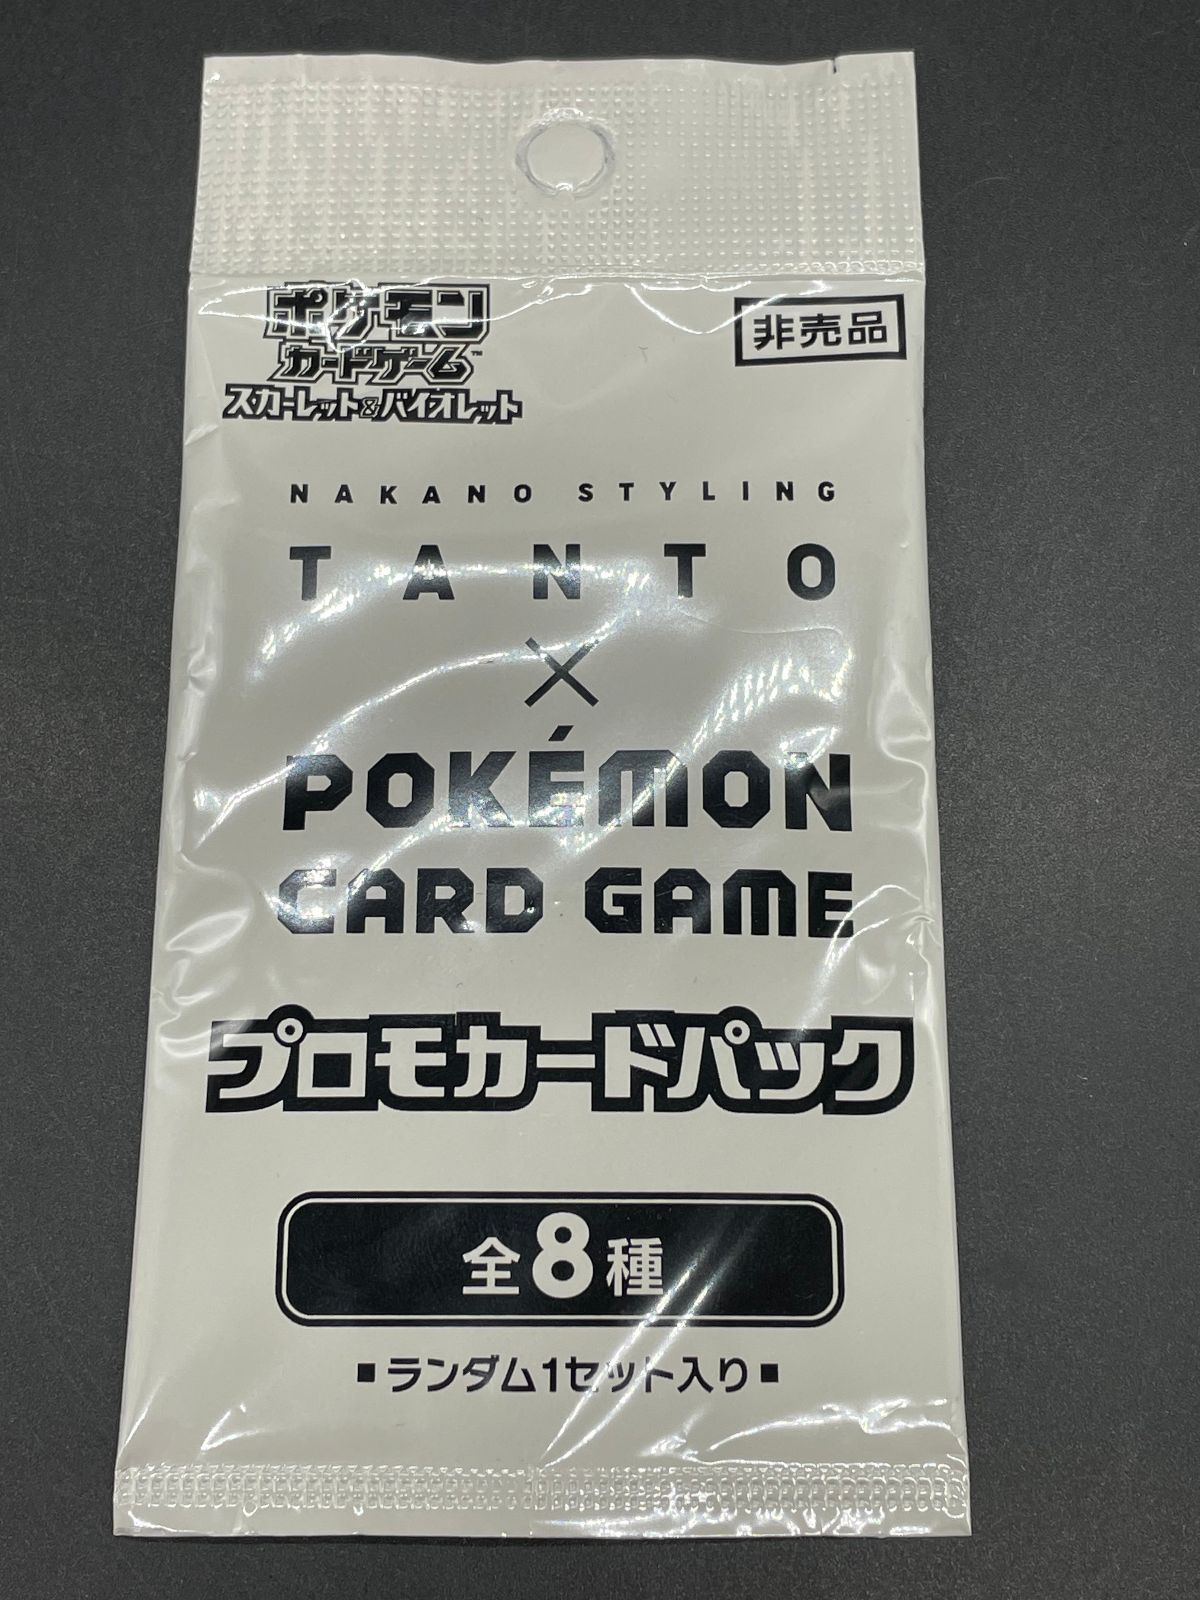 ポケモン
カードゲーム™
スカーレット&バイオレット
非売品
NAKANO STYLING
TANTO
×
POKÉMON
CARD GAME
プロモカードパック
全8種
■ランダム1セット入り■